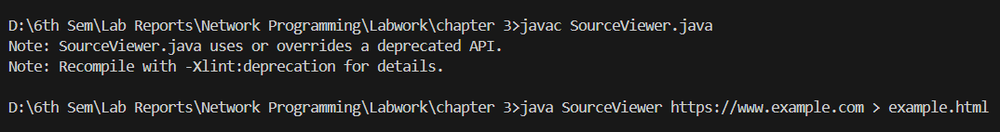 D:\6th Sem\Lab Reports\Network Programming\Labwork\chapter 3>javac SourceViewer.java
Note: SourceViewer.java uses or overrides a deprecated API.
Note: Recompile with -Xlint:deprecation for details.
D:\6th Sem\Lab Reports\Network Programming\Labwork\chapter 3>java SourceViewer https://www.example.com > example.html